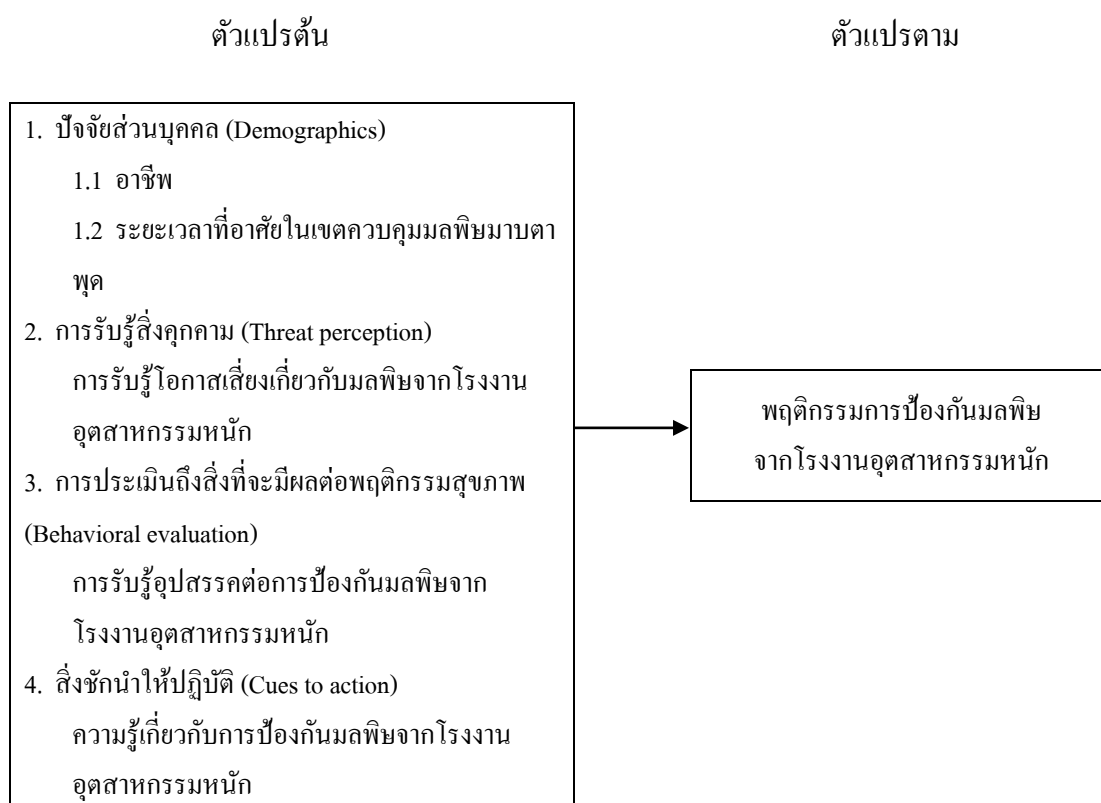 ตัวแปรต้น
ตัวแปรตาม
1. ปัจจัยส่วนบุคคล (Demographics)
1.1 อาชีพ
1.2 ระยะเวลาที่อาศัยในเขตควบคุมมลพิษมาบตา
พุด
2. การรับรู้สิ่งคุกคาม (Threat perception)
การรับรู้โอกาสเสี่ยงเกี่ยวกับมลพิษจากโรงงาน
อุตสาหกรรมหนัก
3. การประเมินถึงสิ่งที่จะมีผลต่อพฤติกรรมสุขภาพ
(Behavioral evaluation)
การรับรู้อุปสรรคต่อการป้องกันมลพิษจาก
โรงงานอุตสาหกรรมหนัก
4. สิ่งชักนำให้ปฏิบัติ (Cues to action)
ความรู้เกี่ยวกับการป้องกันมลพิษจากโรงงาน
อุตสาหกรรมหนัก
พฤติกรรมการป้องกันมลพิษ
จากโรงงานอุตสาหกรรมหนัก